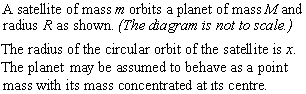 A satellite of mass m orbits a planet of mass M and
radius R as shown. (The diagram is not to scale.)
The radius of the circular orbit of the satellite is x.
The planet may be assumed to behave as a point
mass with its mass concentrated at its centre.